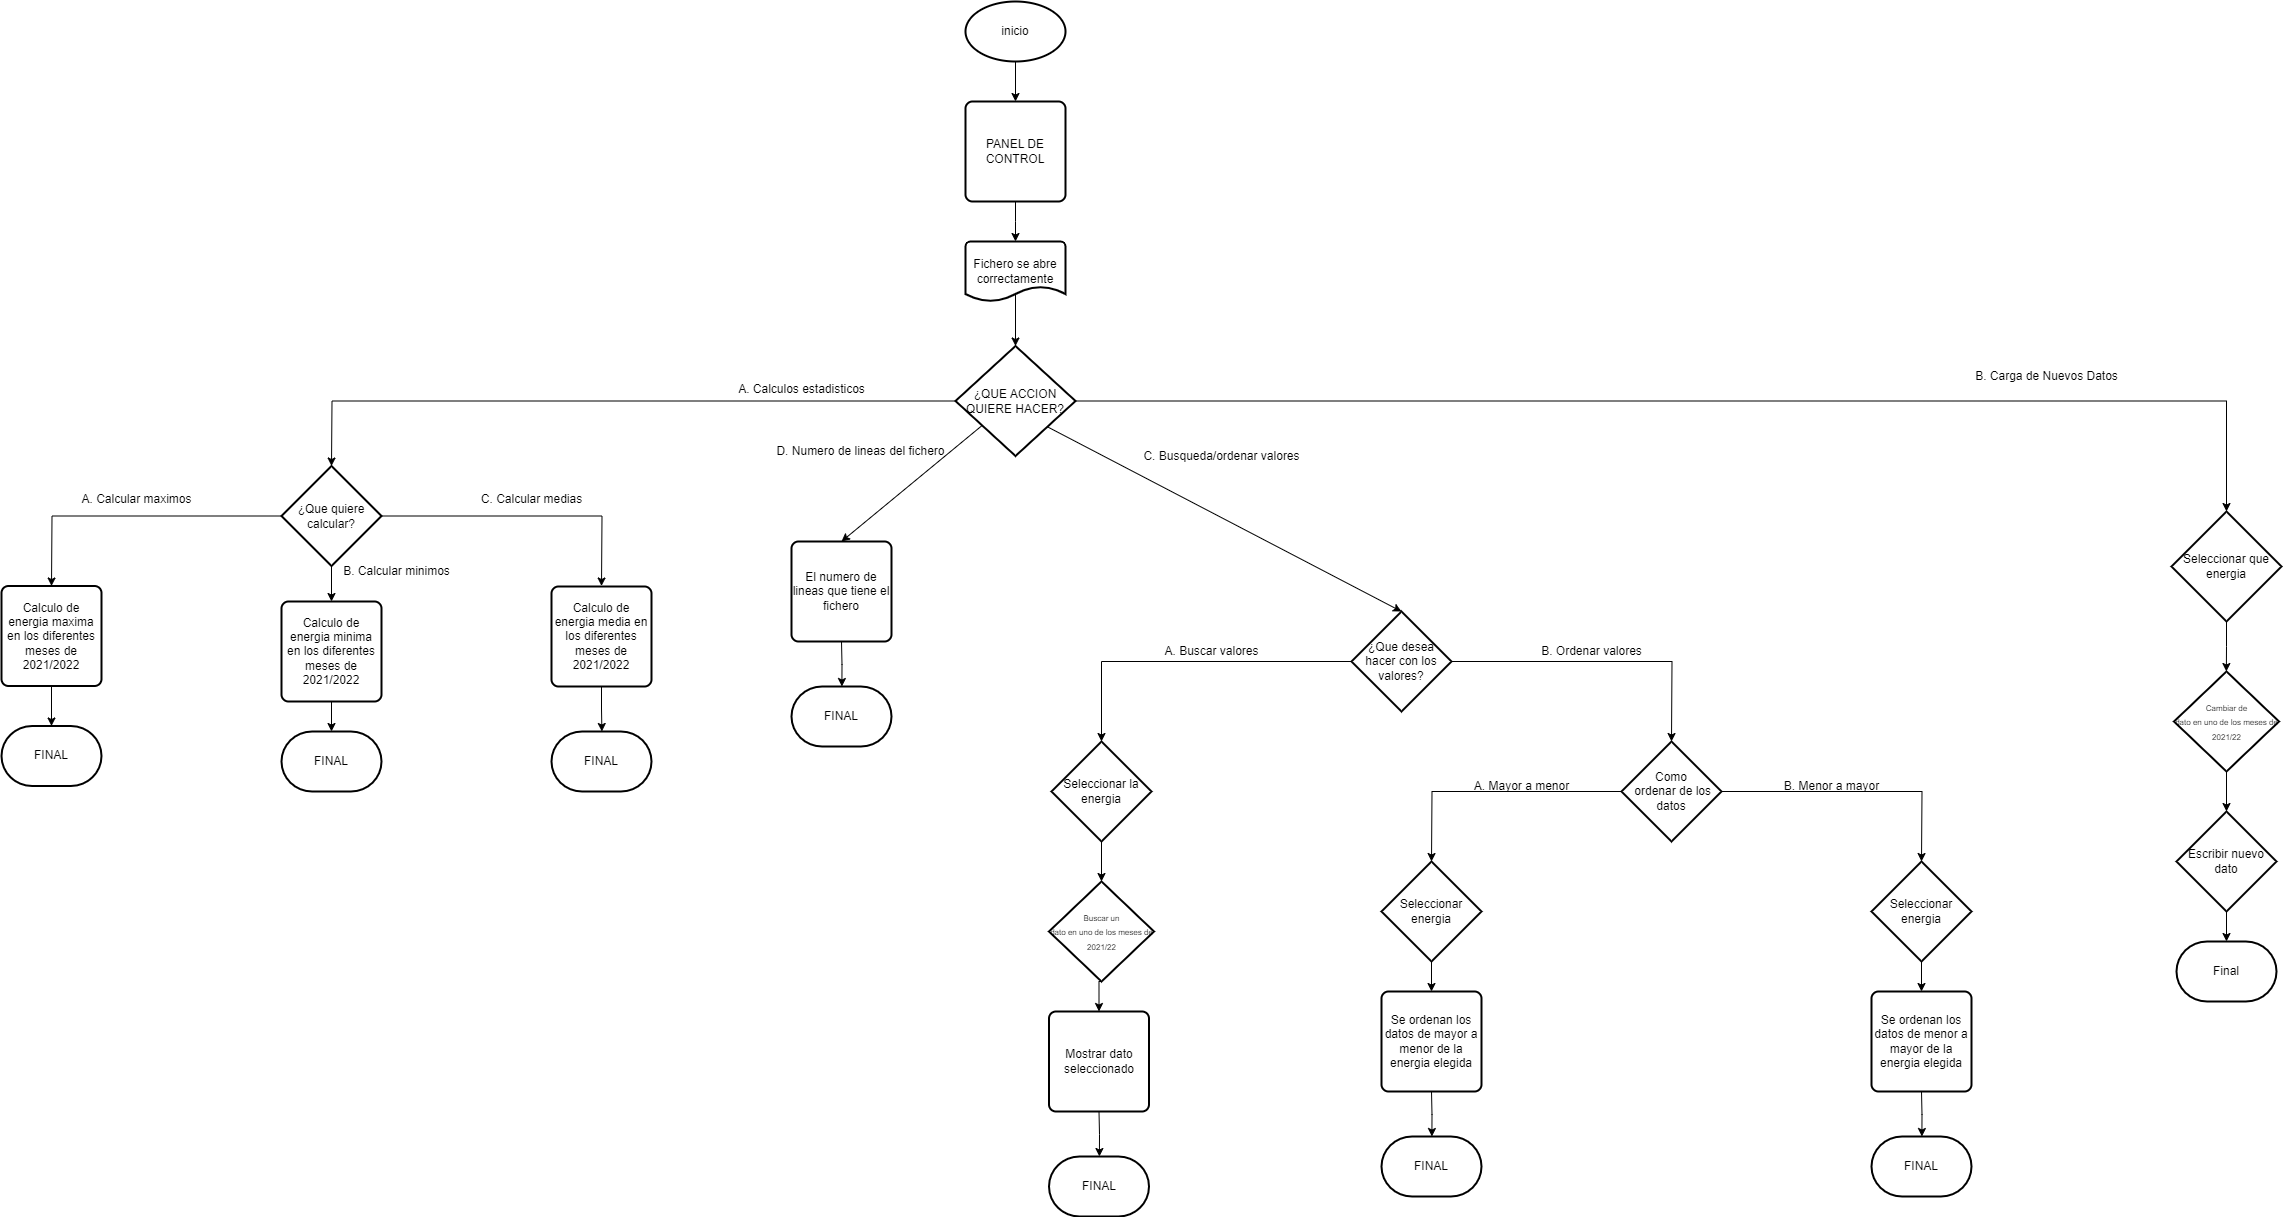 inicio
PANEL DE
CONTROL
Fichero se abre
correctamente
¿QUE ACCION
QUIERE HACER?
A. Calculos estadisticos
B. Carga de Nuevos Datos
D. Numero de lineas del fichero
C. Busqueda/ordenar valores
¿Que quiere
calcular?
A. Calcular maximos
C. Calcular medias
B. Calcular minimos
Calculo de
energia maxima
en los diferentes
meses de
2021/2022
FINAL
Calculo de
energia minima
en los diferentes
meses de
2021/2022
FINAL
Calculo de
energia media en
los diferentes
meses de
2021/2022
FINAL
El numero de
lineas que tiene el
fichero
FINAL
¿Que desea
hacer con los
valores?
A. Buscar valores
B. Ordenar valores
Seleccionar la
energia
Buscar un
dato en uno de los meses de
2021/22
Mostrar dato
seleccionado
FINAL
Como
ordenar de los
datos
A. Mayor a menor
B. Menor a mayor
Seleccionar
energia
Se ordenan los
datos de mayor a
menor de la
energia elegida
FINAL
Seleccionar
energia
Se ordenan los
datos de menor a
mayor de la
energia elegida
FINAL
Seleccionar que
energia
Cambiar de
dato en uno de los meses de
2021/22
Escribir nuevo
dato
Final